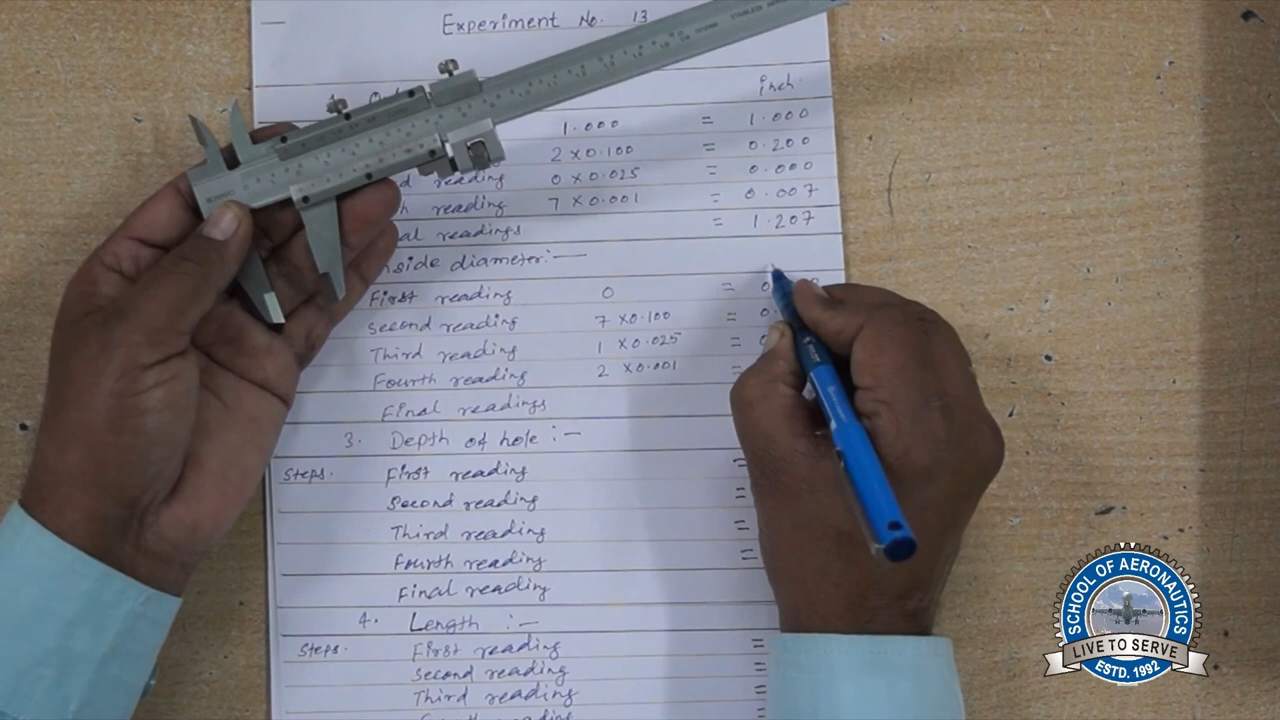 Experiment No. 13
inch
1.000 = 1.000
2 x 0.100 = 0.200
reading 0 x 0.025 = 0.000
reading 7 x 0.001 = 0.007
readings = 1.207
diameter:-
First reading 0 =
Second reading 7 x 0.100 =
Third reading 1 x 0.025 =
Fourth reading 2 x 0.001 =
Final readings
3. Depth of hole :-
Steps. First reading =
Second reading =
Third reading =
Fourth reading =
Final reading
4. Length :-
Steps. First reading =
Second reading =
Third reading =
SCHOOL OF AERONAUTICS
LIVE TO SERVE
ESTD. 1992